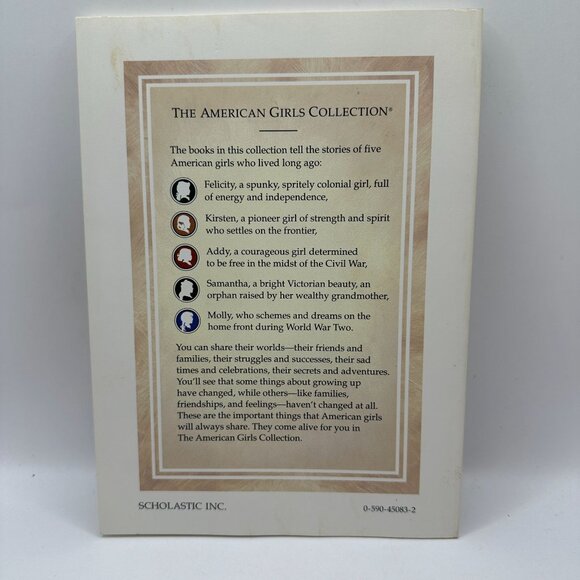 THE AMERICAN GIRLS COLLECTION®
The books in this collection tell the stories of five
American girls who lived long ago:
Felicity, a spunky, spritely colonial girl, full
of energy and independence,
Kirsten, a pioneer girl of strength and spirit
who settles on the frontier,
Addy, a courageous girl determined
to be free in the midst of the Civil War,
Samantha, a bright Victorian beauty, an
orphan raised by her wealthy grandmother,
Molly, who schemes and dreams on the
home front during World War Two.
You can share their worlds—their friends and
families, their struggles and successes, their sad
times and celebrations, their secrets and adventures.
You'll see that some things about growing up
have changed, while others—like families,
friendships, and feelings—haven't changed at all.
These are the important things that American girls
will always share. They come alive for you in
The American Girls Collection.
SCHOLASTIC INC.
0-590-45083-2